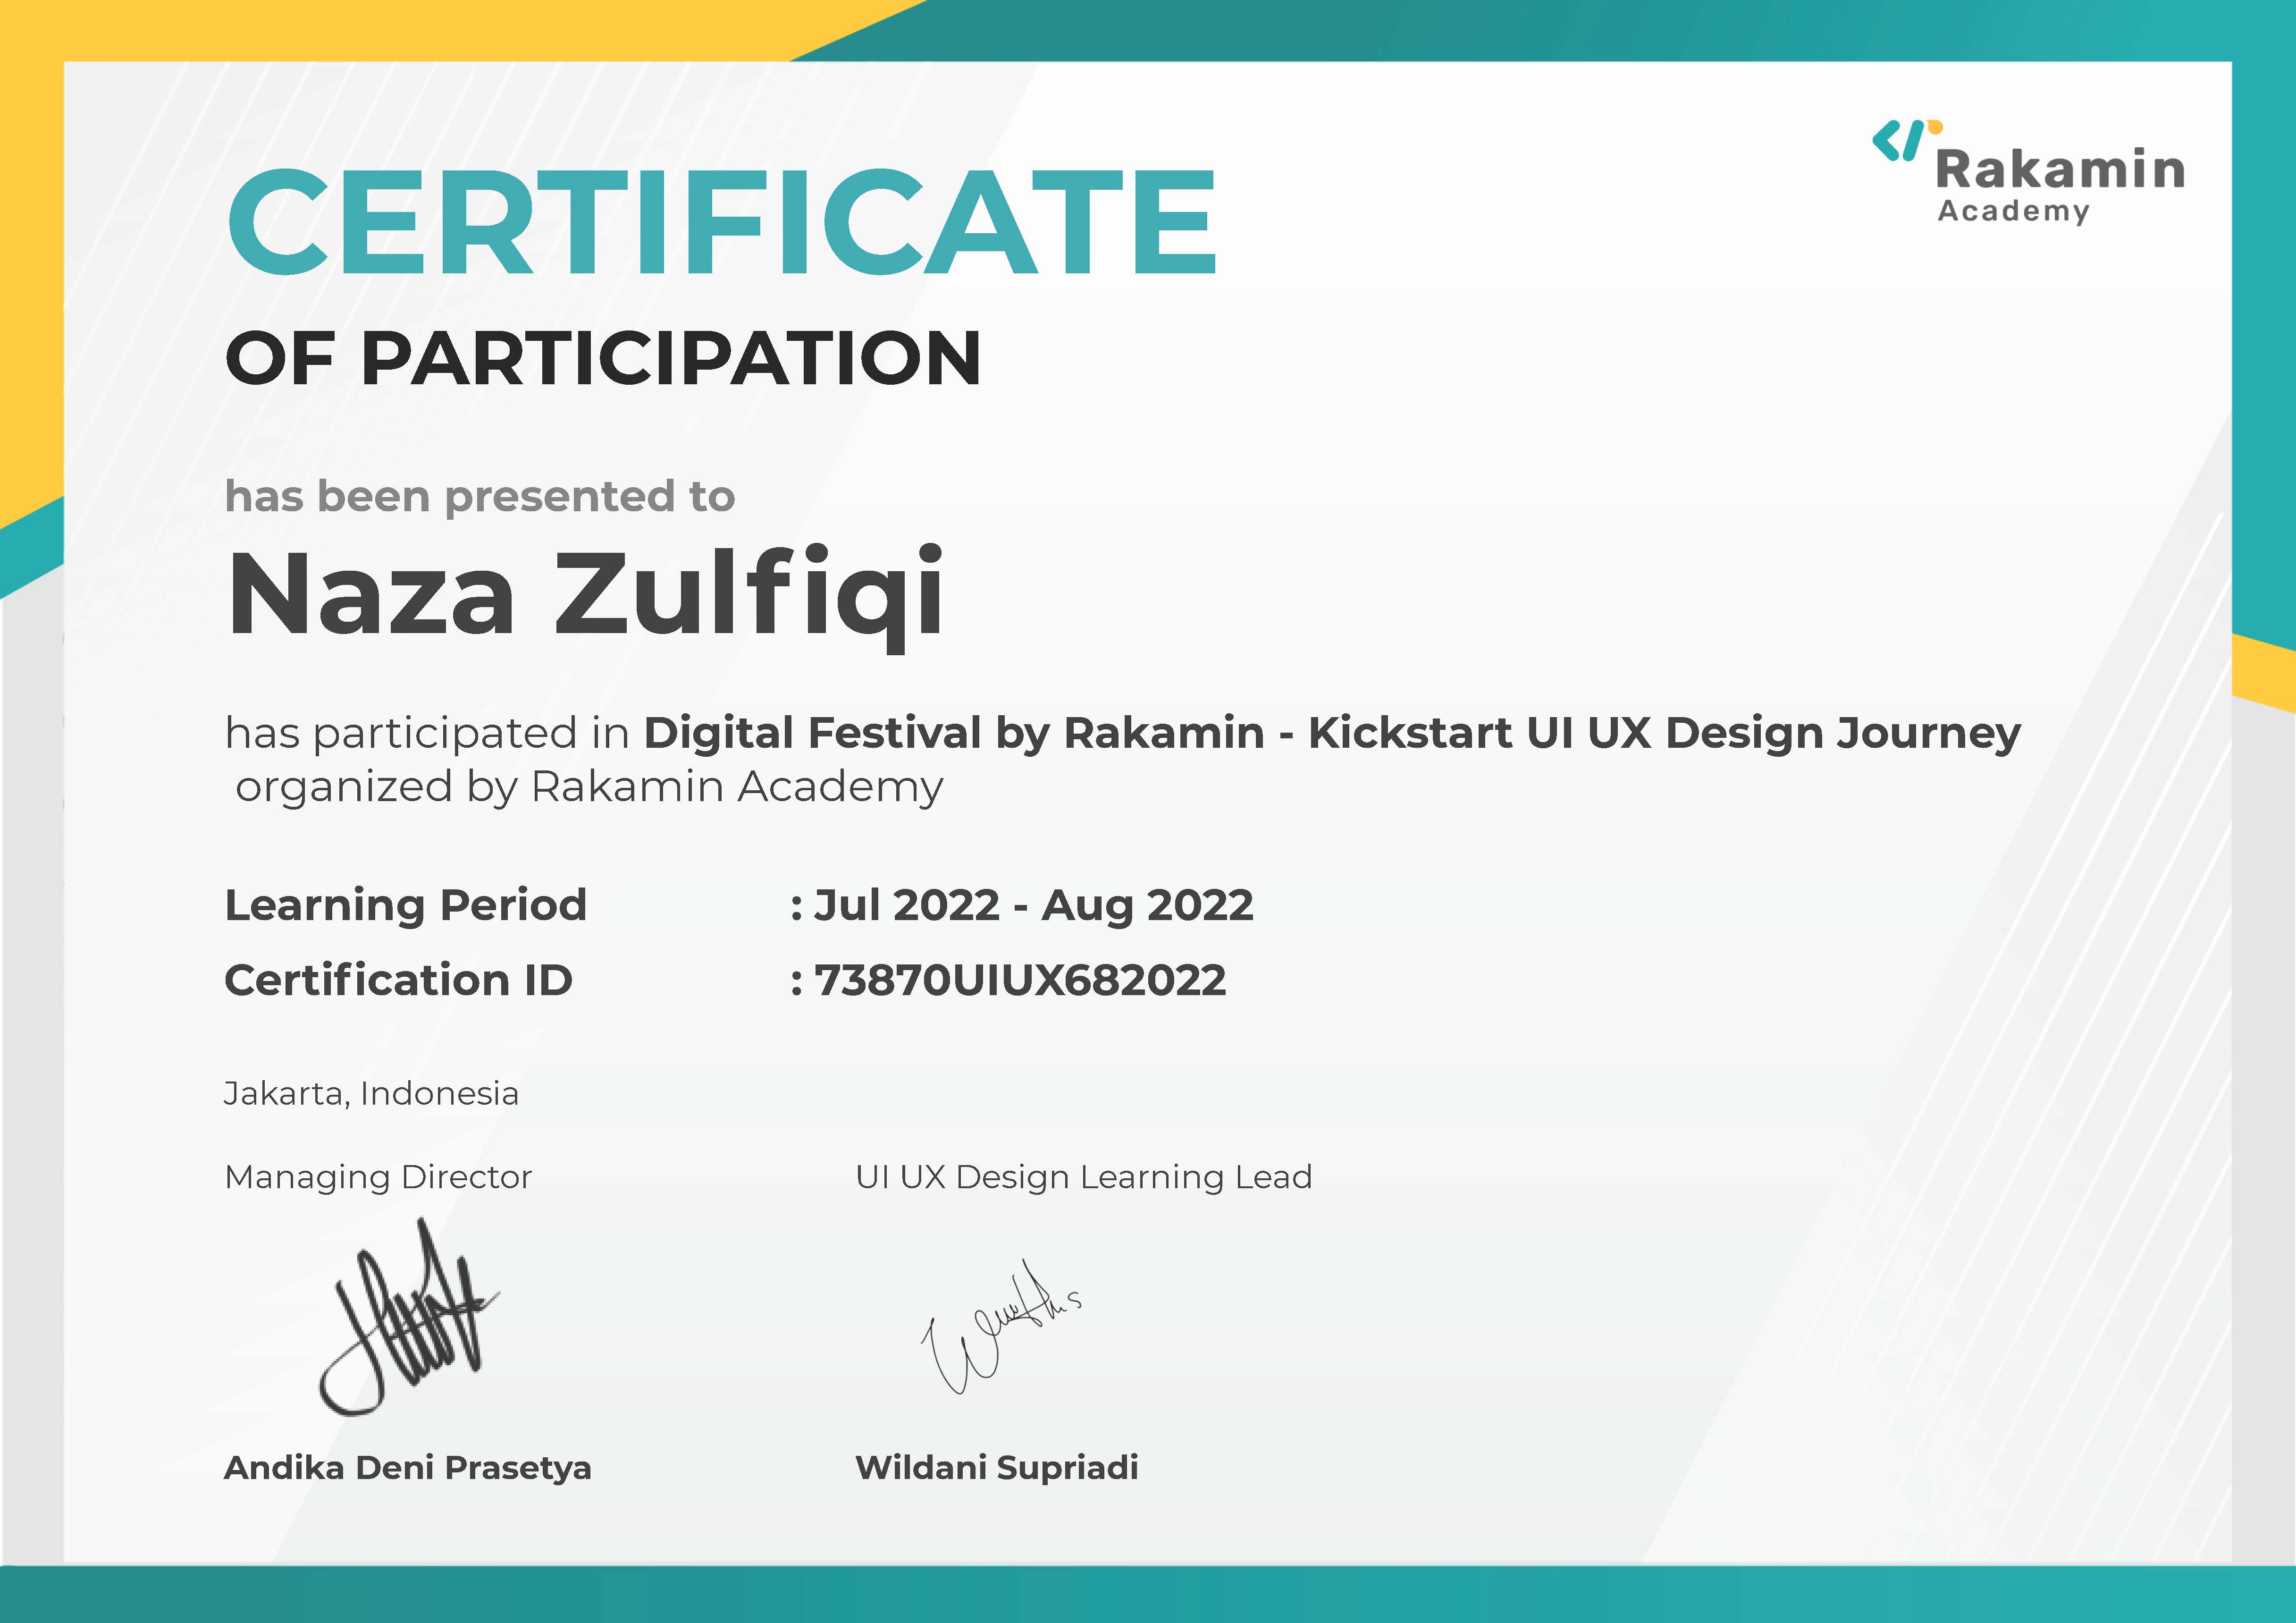 Rakamin
Academy
CERTIFICATE
OF PARTICIPATION
has been presented to
Naza Zulfiqi
has participated in Digital Festival by Rakamin - Kickstart UI UX Design Journey
organized by Rakamin Academy
Learning Period : Jul 2022 - Aug 2022
Certification ID : 73870UIUX682022
Jakarta, Indonesia
Managing Director UI UX Design Learning Lead
Andika Deni Prasetya Wildani Supriadi